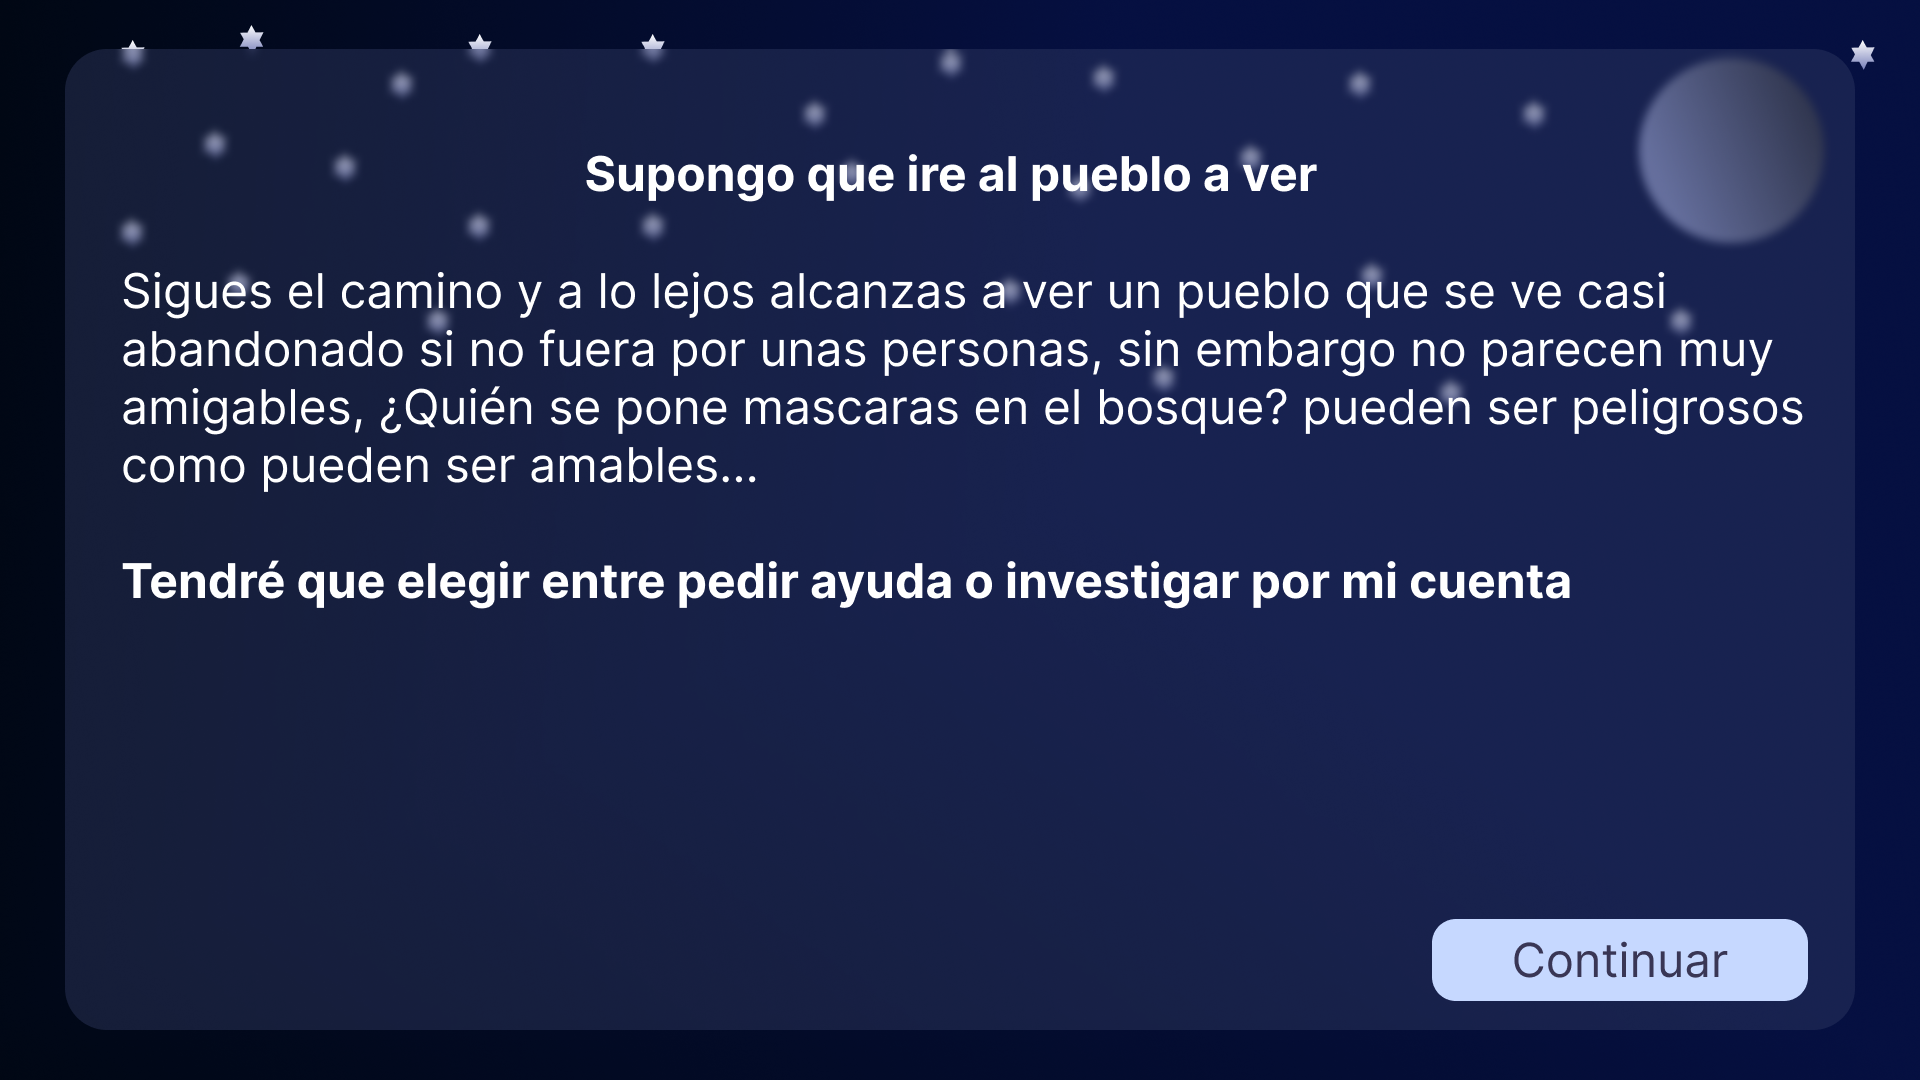 Supongo que ire al pueblo a ver
Sigues el camino y a lo lejos alcanzas a ver un pueblo que se ve casi
abandonado si no fuera por unas personas, sin embargo no parecen muy
amigables, ¿Quién se pone mascaras en el bosque? pueden ser peligrosos
como pueden ser amables...
Tendré que elegir entre pedir ayuda o investigar por mi cuenta
Continuar